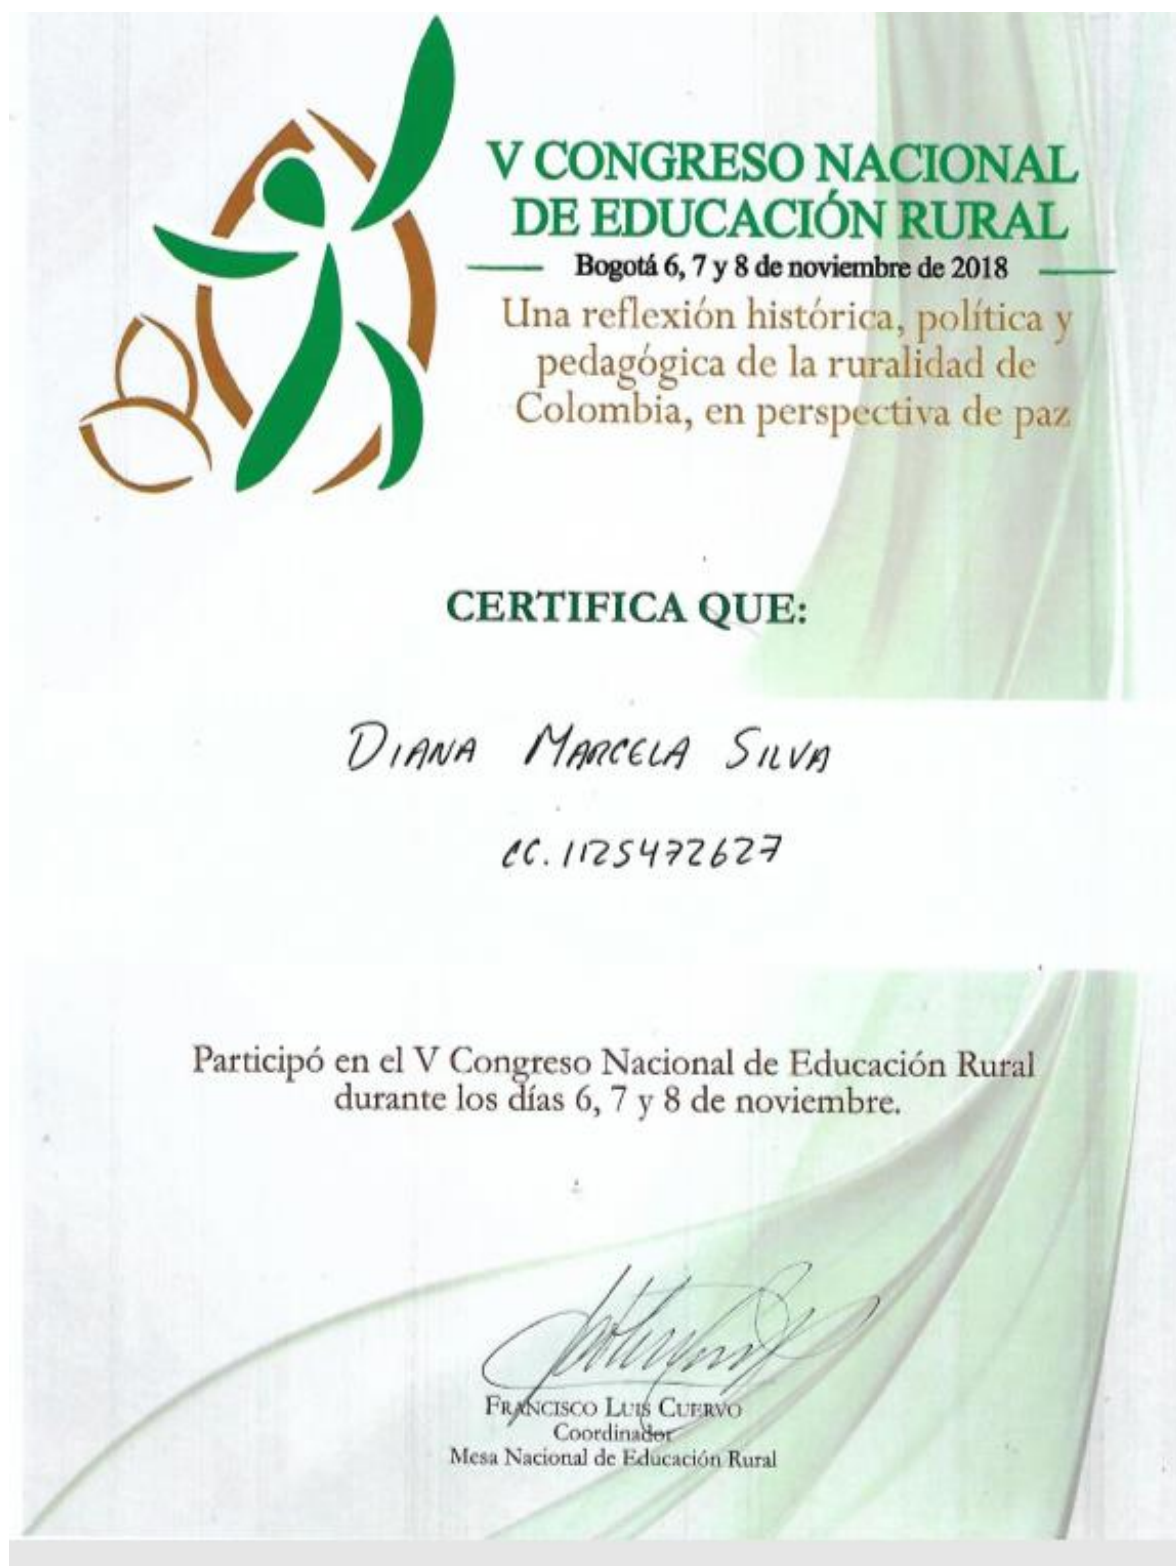 V CONGRESO NACIONAL
DE EDUCACIÓN RURAL
Bogotá 6, 7 y 8 de noviembre de 2018
Una reflexión histórica, política y
pedagógica de la ruralidad de
Colombia, en perspectiva de paz
CERTIFICA QUE:
DIANA MARCELA SILVA
CC. 1125472627
Participó en el V Congreso Nacional de Educación Rural
durante los días 6, 7 y 8 de noviembre.
FRANCISCO LUIS CUERVO
Coordinador
Mesa Nacional de Educación Rural